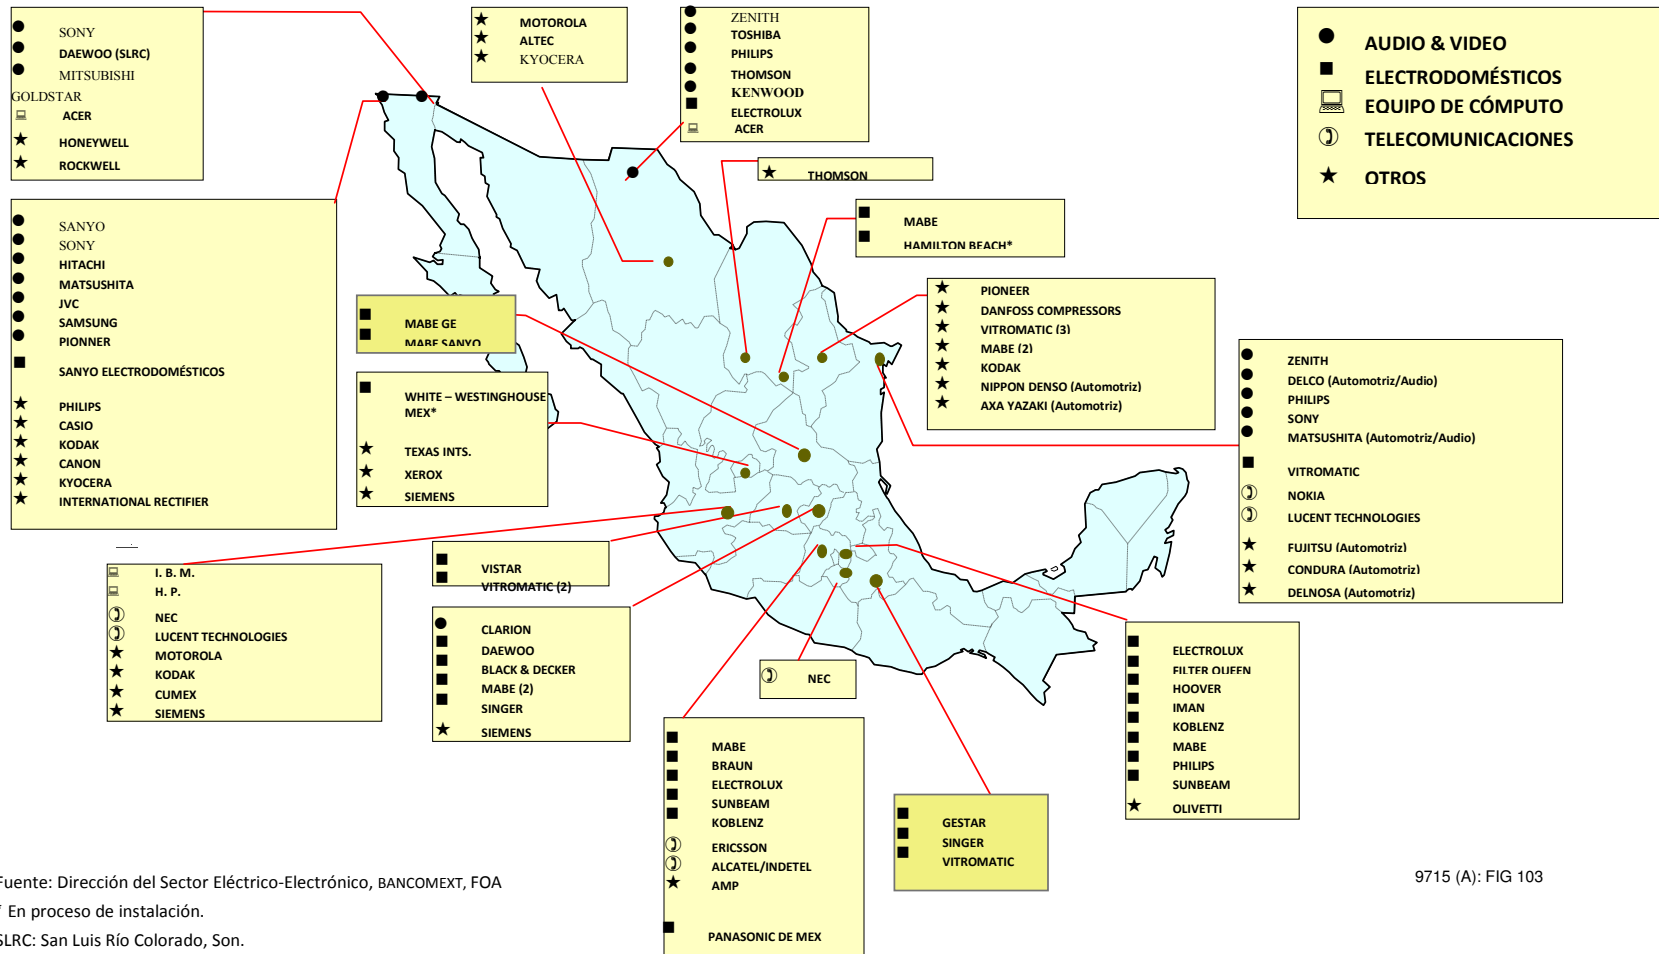 SONY
DAEWOO (SLRC)
MITSUBISHI
GOLDSTAR
ACER
HONEYWELL
ROCKWELL
MOTOROLA
ALTEC
KYOCERA
ZENITH
TOSHIBA
PHILIPS
THOMSON
KENWOOD
ELECTROLUX
ACER
AUDIO & VIDEO
ELECTRODOMÉSTICOS
EQUIPO DE CÓMPUTO
TELECOMUNICACIONES
OTROS
THOMSON
MABE
HAMILTON BEACH*
SANYO
SONY
HITACHI
MATSUSHITA
JVC
SAMSUNG
PIONNER
SANYO ELECTRODOMÉSTICOS
PHILIPS
CASIO
KODAK
CANON
KYOCERA
INTERNATIONAL RECTIFIER
MABE GE
MABE SANYO
PIONEER
DANFOSS COMPRESSORS
VITROMATIC (3)
MABE (2)
KODAK
NIPPON DENSO (Automotriz)
AXA YAZAKI (Automotriz)
WHITE – WESTINGHOUSE
MEX*
TEXAS INTS.
XEROX
SIEMENS
ZENITH
DELCO (Automotriz/Audio)
PHILIPS
SONY
MATSUSHITA (Automotriz/Audio)
VITROMATIC
NOKIA
LUCENT TECHNOLOGIES
FUJITSU (Automotriz)
CONDURA (Automotriz)
DELNOSA (Automotriz)
I. B. M.
H. P.
NEC
LUCENT TECHNOLOGIES
MOTOROLA
KODAK
CUMEX
SIEMENS
VISTAR
VITROMATIC (2)
CLARION
DAEWOO
BLACK & DECKER
MABE (2)
SINGER
SIEMENS
NEC
MABE
BRAUN
ELECTROLUX
SUNBEAM
KOBLENZ
ERICSSON
ALCATEL/INDETEL
AMP
PANASONIC DE MEX
GESTAR
SINGER
VITROMATIC
ELECTROLUX
FILTER QUEEN
HOOVER
IMAN
KOBLENZ
MABE
PHILIPS
SUNBEAM
OLIVETTI
Fuente: Dirección del Sector Eléctrico-Electrónico, BANCOMEXT, FOA
* En proceso de instalación.
SLRC: San Luis Río Colorado, Son.
9715 (A): FIG 103